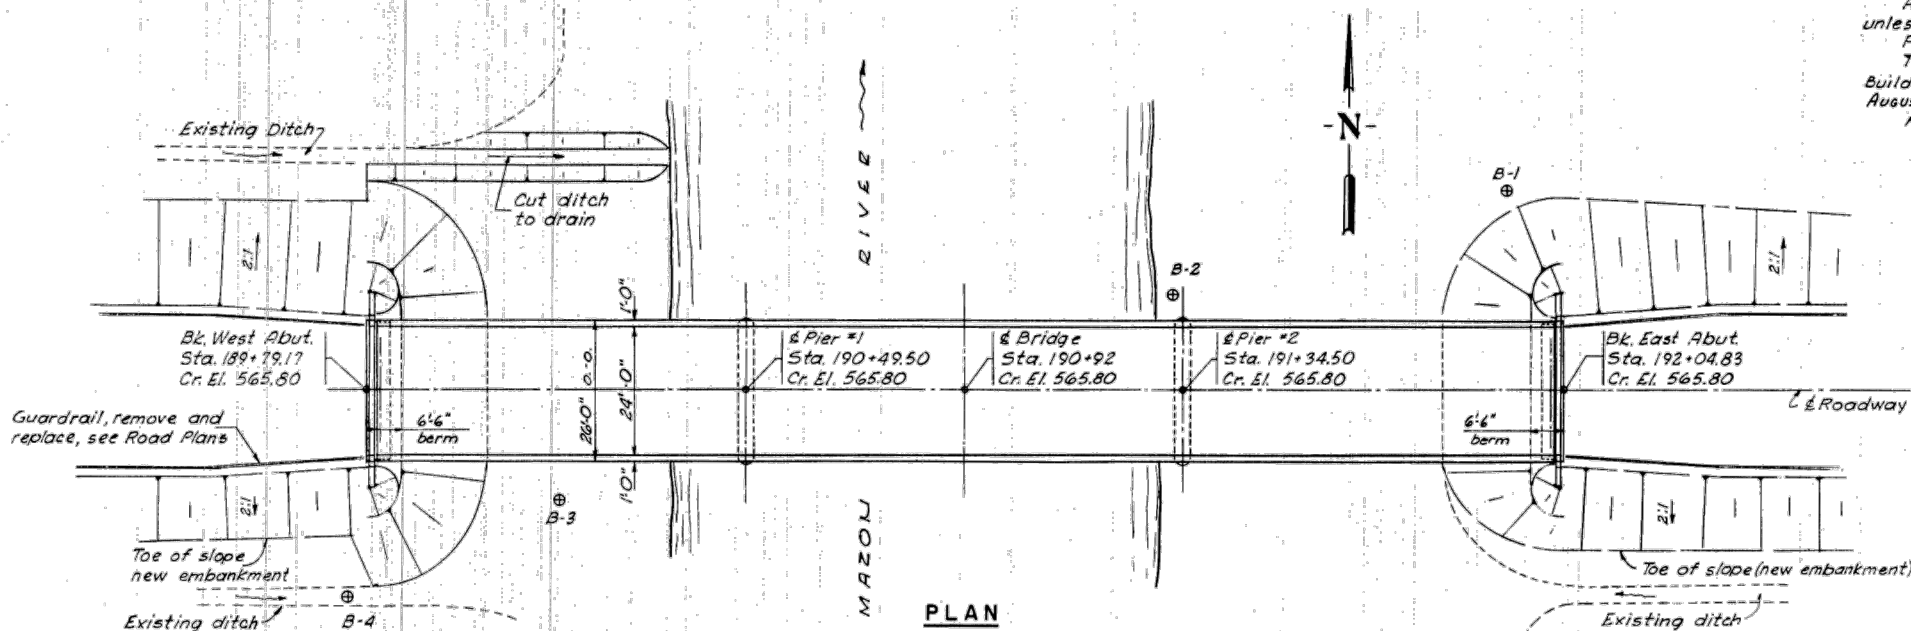 unles
Build
Augus
Existing Ditch
Cut ditch
to drain
RIVER
-N-
B-1
B-2
2:1
2:1
1'-0"
Bk. West Abut.
Sta. 189+79.17
Cr. El. 565.80
℄ Pier #1
Sta. 190+49.50
Cr. El. 565.80
℄ Bridge
Sta. 190+92
Cr. El. 565.80
℄ Pier #2
Sta. 191+34.50
Cr. El. 565.80
Bk. East Abut.
Sta. 192+04.83
Cr. El. 565.80
26'-0" o.-o.
24'-0"
℄ Roadway
Guardrail, remove and
replace, see Road Plans
6'-6"
berm
6'-6"
berm
1'-0"
B-3
2:1
2:1
MAZON
Toe of slope
new embankment
Toe of slope (new embankment)
Existing ditch
B-4
PLAN
Existing ditch